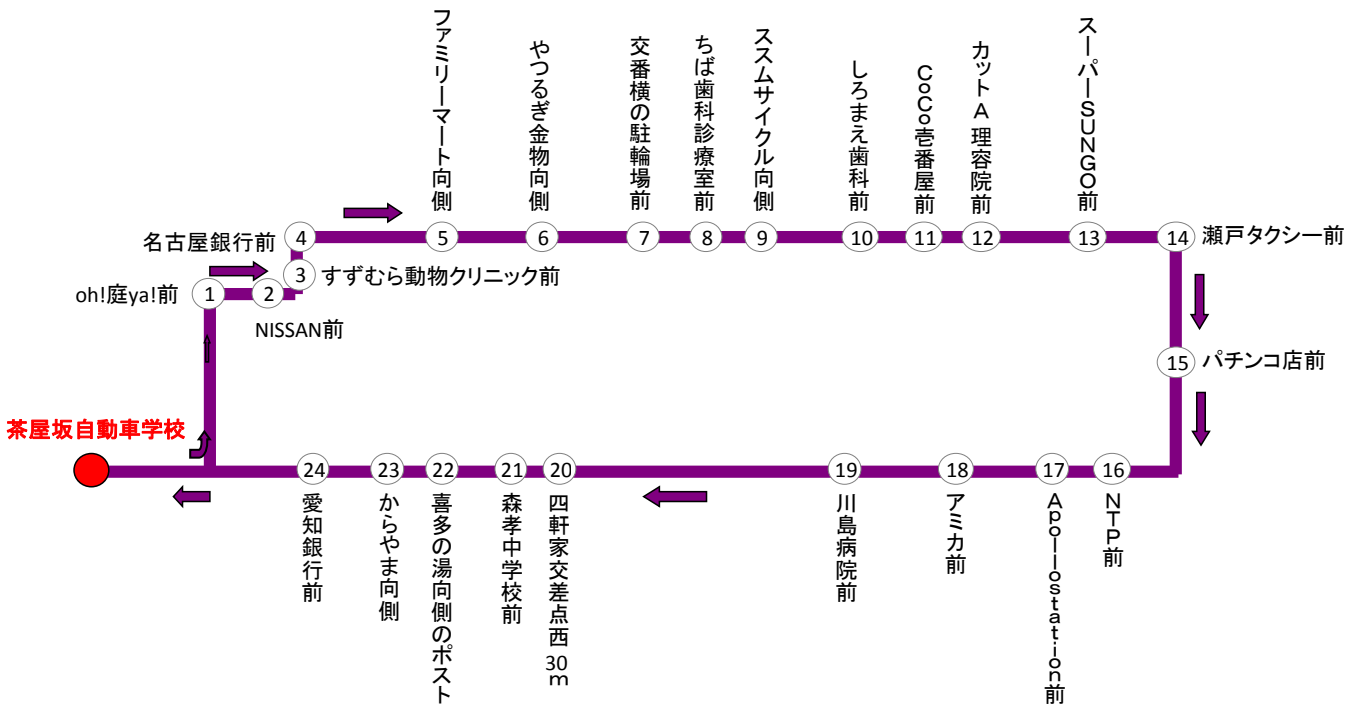 茶屋坂自動車学校
1
oh!庭ya!前
2
NISSAN前
3
すずむら動物クリニック前
4
名古屋銀行前
5
ファミリーマート向側
6
やつるぎ金物向側
7
交番横の駐輪場前
8
ちば歯科診療室前
9
ススムサイクル向側
10
しろまえ歯科前
11
CoCo壱番屋前
12
カットA理容院前
13
スーパーSUNGO前
14
瀬戸タクシー前
15
パチンコ店前
16
NTP前
17
Apollostation前
18
アミカ前
19
川島病院前
20
四軒家交差点西30m
21
森孝中学校前
22
喜多の湯向側のポスト
23
からやま向側
24
愛知銀行前